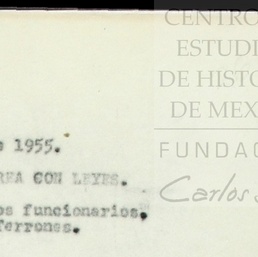 CENTRO
ESTUDI
DE HISTO
DE MEX
FUNDAC
Carlos S
e 1955.
REA CON LEYES.
os funcionarios.
ferrones.